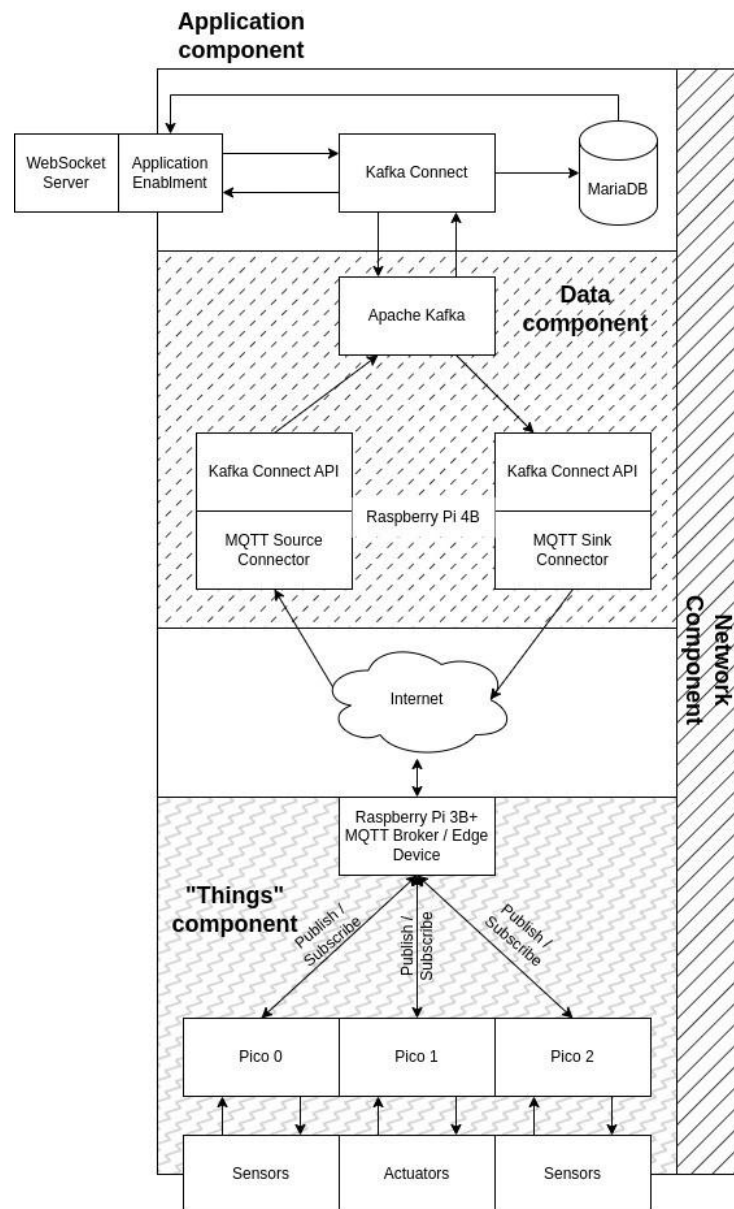 Application
component
WebSocket
Server
Application
Enablment
Kafka Connect
MariaDB
Apache Kafka
Data
component
Kafka Connect API
Kafka Connect API
Raspberry Pi 4B
MQTT Source
Connector
MQTT Sink
Connector
Network
Component
Internet
Raspberry Pi 3B+
MQTT Broker / Edge
Device
"Things"
component
Publish /
Subscribe
Publish /
Subscribe
Publish /
Subscribe
Pico 0
Pico 1
Pico 2
Sensors
Actuators
Sensors